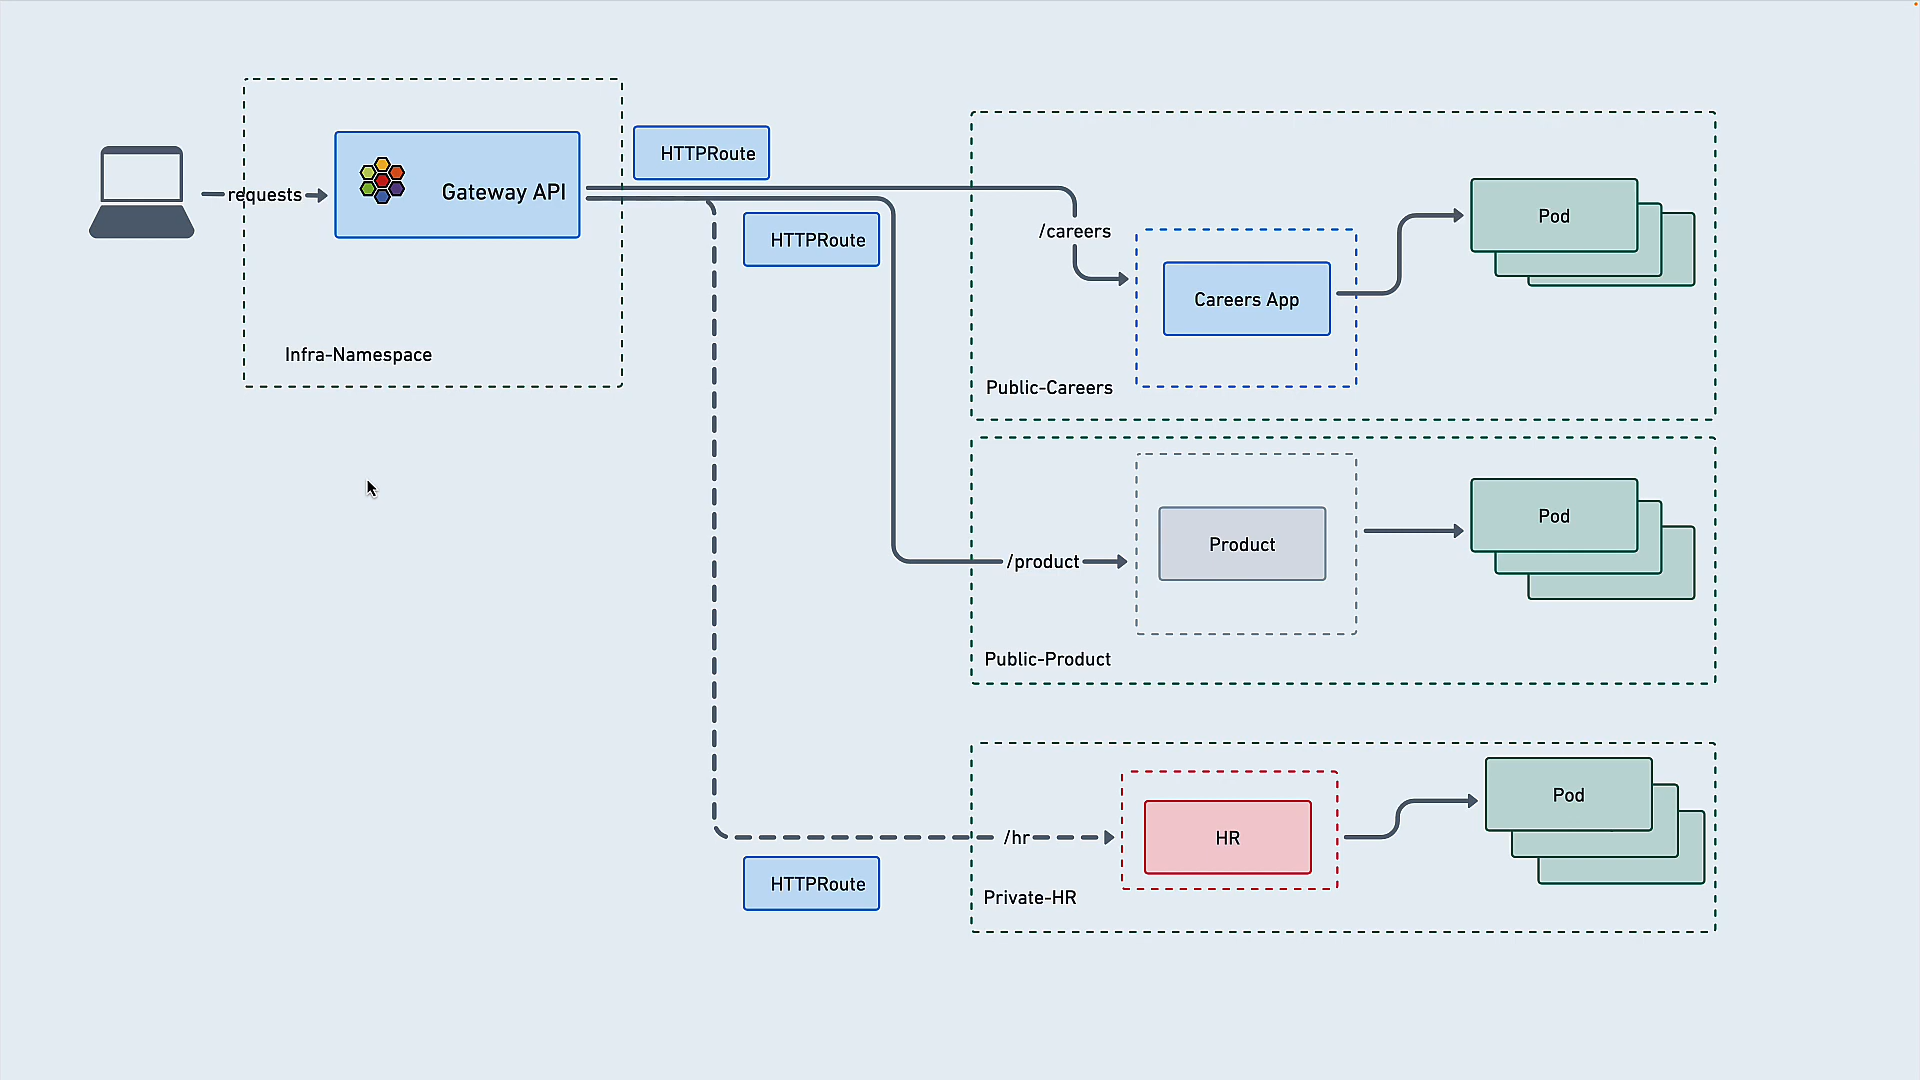 requests
Gateway API
Infra-Namespace
HTTPRoute
HTTPRoute
/careers
Careers App
Pod
Public-Careers
/product
Product
Pod
Public-Product
/hr
HR
Pod
HTTPRoute
Private-HR